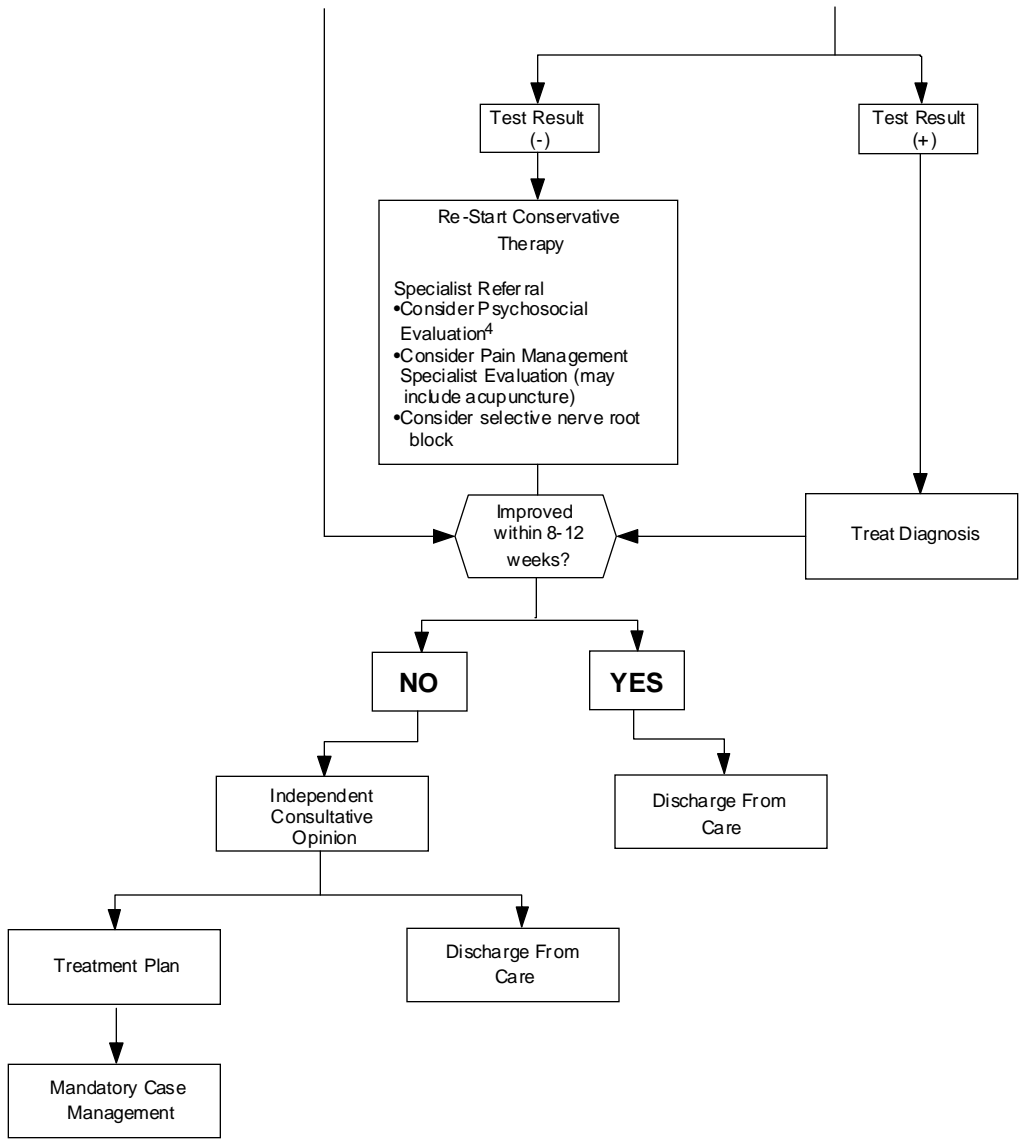 Test Result
(-)
Test Result
(+)
Re-Start Conservative
Therapy
Specialist Referral
•Consider Psychosocial
Evaluation4
•Consider Pain Management
Specialist Evaluation (may
include acupuncture)
•Consider selective nerve root
block
Improved
within 8-12
weeks?
Treat Diagnosis
NO
YES
Independent
Consultative
Opinion
Discharge From
Care
Treatment Plan
Discharge From
Care
Mandatory Case
Management